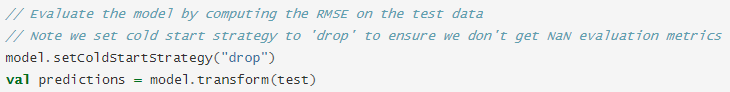 // Evaluate the model by computing the RMSE on the test data
// Note we set cold start strategy to 'drop' to ensure we don't get NaN evaluation metrics
model.setColdStartStrategy("drop")
val predictions = model.transform(test)